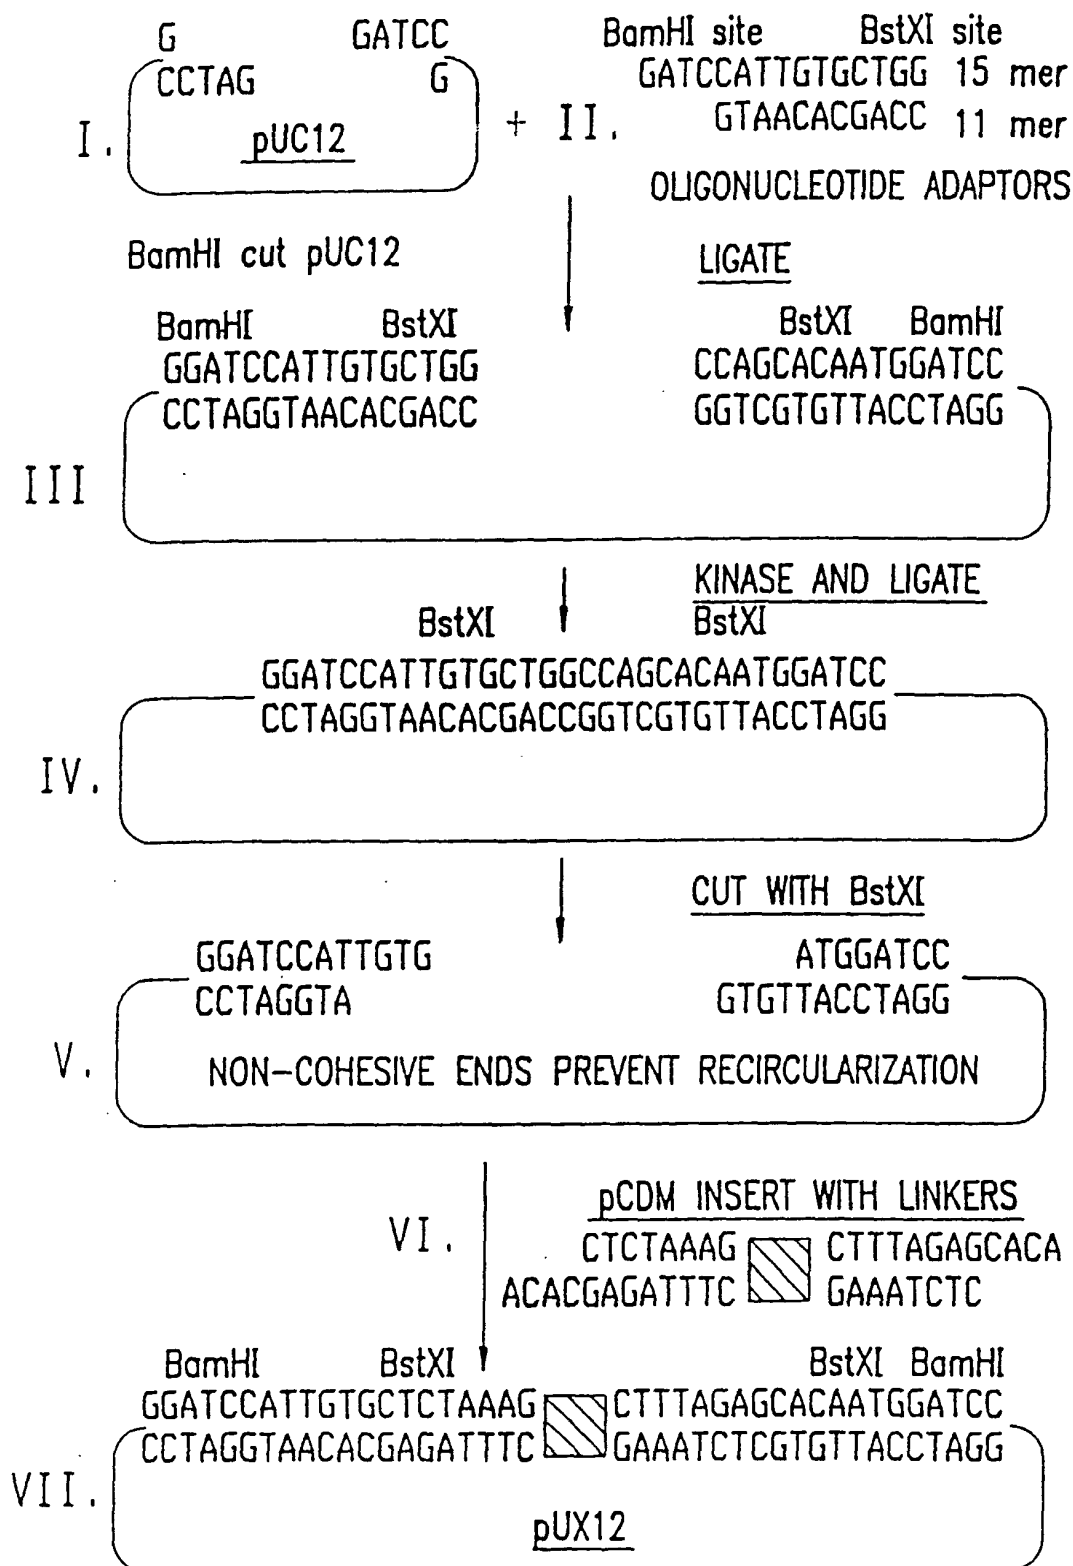 G GATCC
CCTAG G
I. pUC12
+ II.
BamHI site BstXI site
GATCCATTGTGCTGG 15 mer
GTAACACGACC 11 mer
OLIGONUCLEOTIDE ADAPTORS
BamHI cut pUC12
LIGATE
BamHI BstXI BstXI BamHI
GGATCCATTGTGCTGG CCAGCACAATGGATCC
CCTAGGTAACACGACC GGTCGTGTTACCTAGG
III
KINASE AND LIGATE
BstXI BstXI
GGATCCATTGTGCTGGCCAGCACAATGGATCC
CCTAGGTAACACGACCGGTCGTGTTACCTAGG
IV.
CUT WITH BstXI
GGATCCATTGTG ATGGATCC
CCTAGGTA GTGTTACCTAGG
V. NON-COHESIVE ENDS PREVENT RECIRCULARIZATION
pCDM INSERT WITH LINKERS
VI.
CTCTAAAG CTTTAGAGCACA
ACACGAGATTTC GAAATCTC
BamHI BstXI BstXI BamHI
GGATCCATTGTGCTCTAAAG CTTTAGAGCACAATGGATCC
CCTAGGTAACACGAGATTTC GAAATCTCGTGTTACCTAGG
VII.
pUX12